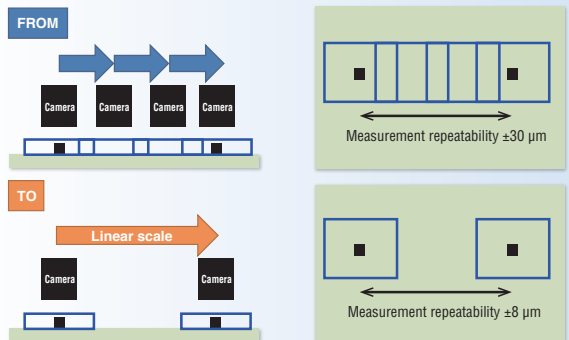 FROM
Camera Camera Camera Camera
Measurement repeatability ±30 µm
TO
Linear scale
Camera Camera
Measurement repeatability ±8 µm